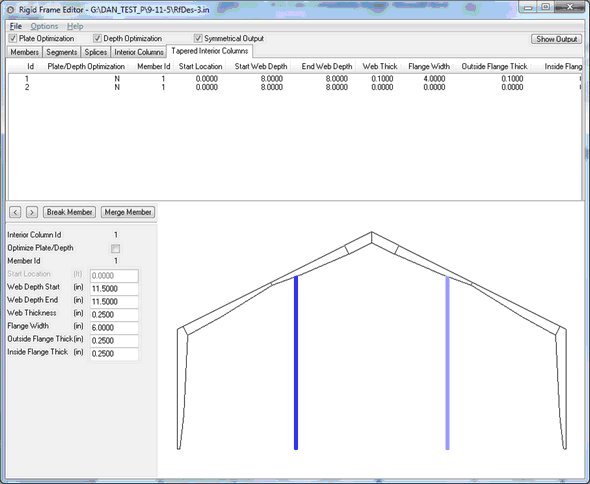 Rigid Frame Editor - G:\DAN_TEST_P\9-11-5\RfDes-3.in
File Options Help
Plate Optimization Depth Optimization Symmetrical Output Show Output
Members Segments Splices Interior Columns Tapered Interior Columns
Id Plate/Depth Optimization Member Id Start Location Start Web Depth End Web Depth Web Thick Flange Width Outside Flange Thick Inside Flang
1 N 1 0.0000 8.0000 8.0000 0.1000 4.0000 0.1000
2 N 1 0.0000 8.0000 8.0000 0.0000 0.0000 0.0000
< > Break Member Merge Member
Interior Column Id 1
Optimize Plate/Depth
Member Id 1
Start Location (ft) 0.0000
Web Depth Start (in) 11.5000
Web Depth End (in) 11.5000
Web Thickness (in) 0.2500
Flange Width (in) 6.0000
Outside Flange Thick(in) 0.2500
Inside Flange Thick (in) 0.2500